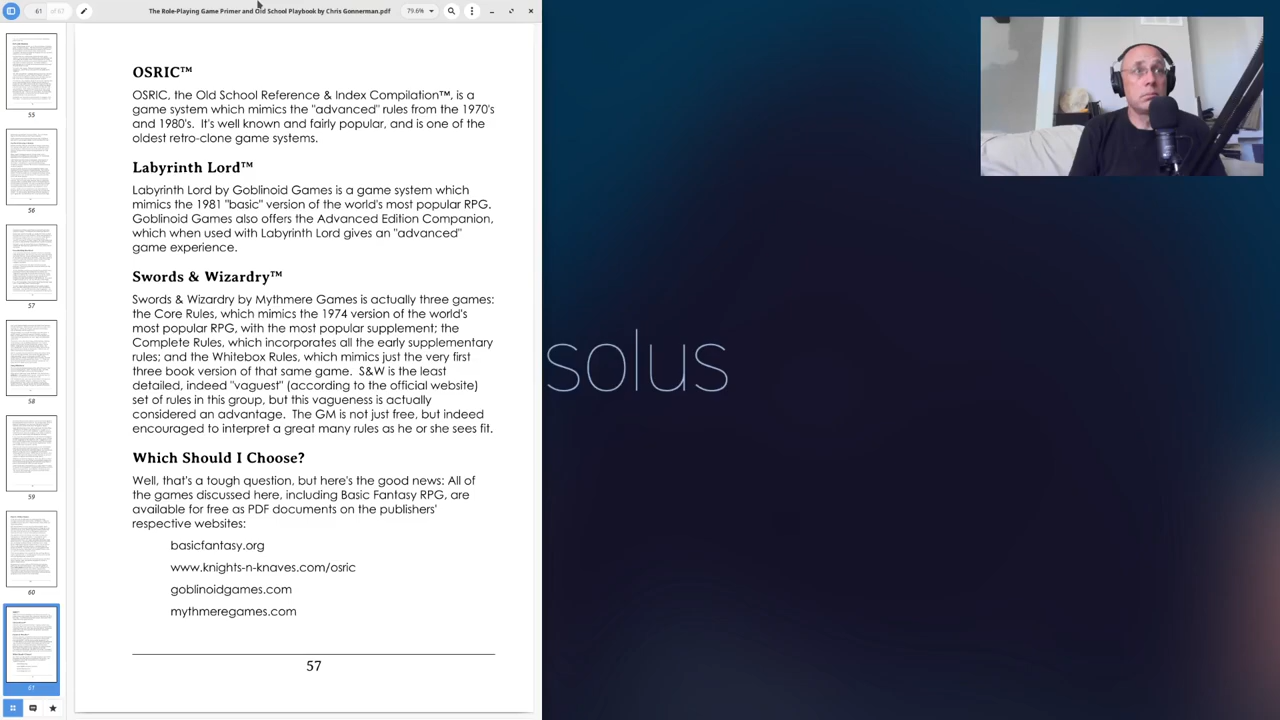 61 of 67
The Role-Playing Game Primer and Old School Playbook by Chris Gonnerman.pdf
79.6%
55
56
57
58
59
60
61
OSRIC™
OSRIC, the Old School Reference & Index Compilation™, is a
game system which mimics the "advanced" rules from the 1970's
and 1980's. It's well known and fairly popular, and is one of the
oldest retro-clone games.
Labyrinth Lord™
Labyrinth Lord by Goblinoid Games is a game system which
mimics the 1981 "basic" version of the world's most popular RPG.
Goblinoid Games also offers the Advanced Edition Companion,
which when used with Labyrinth Lord gives an "advanced"
game experience.
Swords & Wizardry™
Swords & Wizardry by Mythmere Games is actually three games:
the Core Rules, which mimics the 1974 version of the world's
most popular RPG, with its most popular supplement; the
Complete Rules, which incorporates all the early supplementary
rules; and the Whitebox Rules which mimics just the very first
three book version of that same game. S&W is the least
detailed, indeed "vaguest" (according to the official website)
set of rules in this group, but this vagueness is actually
considered an advantage. The GM is not just free, but indeed
encouraged to interpret a great many rules as he or she sees fit.
Which Should I Choose?
Well, that's a tough question, but here's the good news: All of
the games discussed here, including Basic Fantasy RPG, are
available for free as PDF documents on the publishers
respective websites:
basicfantasy.org
www.knights-n-knaves.com/osric
goblinoidgames.com
mythmeregames.com
57
solus